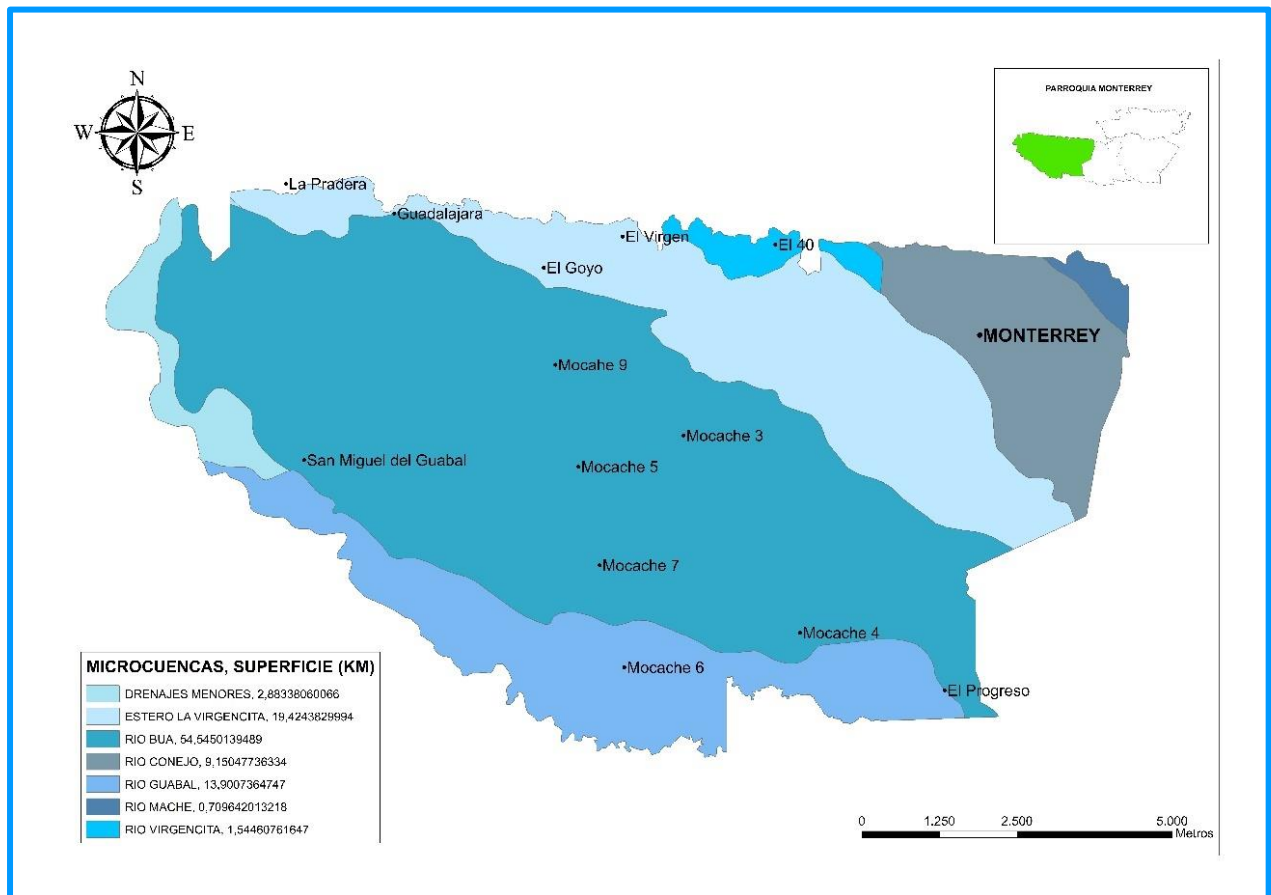 N
W E
S
PARROQUIA MONTERREY
•La Pradera
•Guadalajara
•El Virgen
•El 40
•El Goyo
•MONTERREY
•Mocahe 9
•Mocache 3
•San Miguel del Guabal
•Mocache 5
•Mocache 7
•Mocache 4
•Mocache 6
•El Progreso
MICROCUENCAS, SUPERFICIE (KM)
DRENAJES MENORES, 2,88338060066
ESTERO LA VIRGENCITA, 19,4243829994
RIO BUA, 54,5450139489
RIO CONEJO, 9,15047736334
RIO GUABAL, 13,9007364747
RIO MACHE, 0,709642013218
RIO VIRGENCITA, 1,54460761647
0 1.250 2.500 5.000
Metros